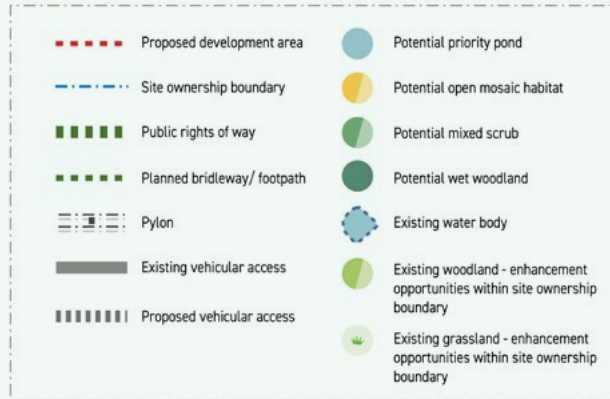 Proposed development area
Site ownership boundary
Public rights of way
Planned bridleway/ footpath
Pylon
Existing vehicular access
Proposed vehicular access
Potential priority pond
Potential open mosaic habitat
Potential mixed scrub
Potential wet woodland
Existing water body
Existing woodland - enhancement
opportunities within site ownership
boundary
Existing grassland - enhancement
opportunities within site ownership
boundary